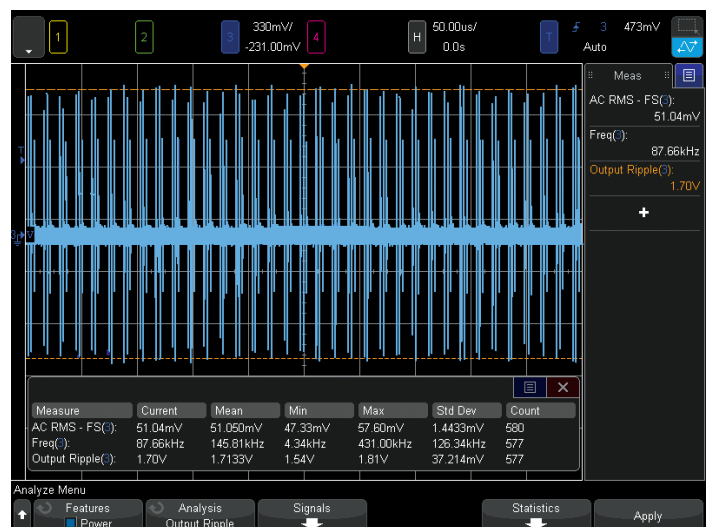 1 2 3 330mV/ -231.00mV 4 H 50.00us/ 0.0s T 3 473mV Auto
Meas
AC RMS - FS(3):
51.04mV
Freq(3):
87.66kHz
Output Ripple(3):
1.70V
+
T
3
V
Measure Current Mean Min Max Std Dev Count
AC RMS - FS(3): 51.04mV 51.050mV 47.33mV 57.60mV 1.4433mV 580
Freq(3): 87.66kHz 145.81kHz 4.34kHz 431.00kHz 126.34kHz 577
Output Ripple(3): 1.70V 1.7133V 1.54V 1.81V 37.214mV 577
Analyze Menu
Features Analysis Signals Statistics Apply
Power Output Ripple